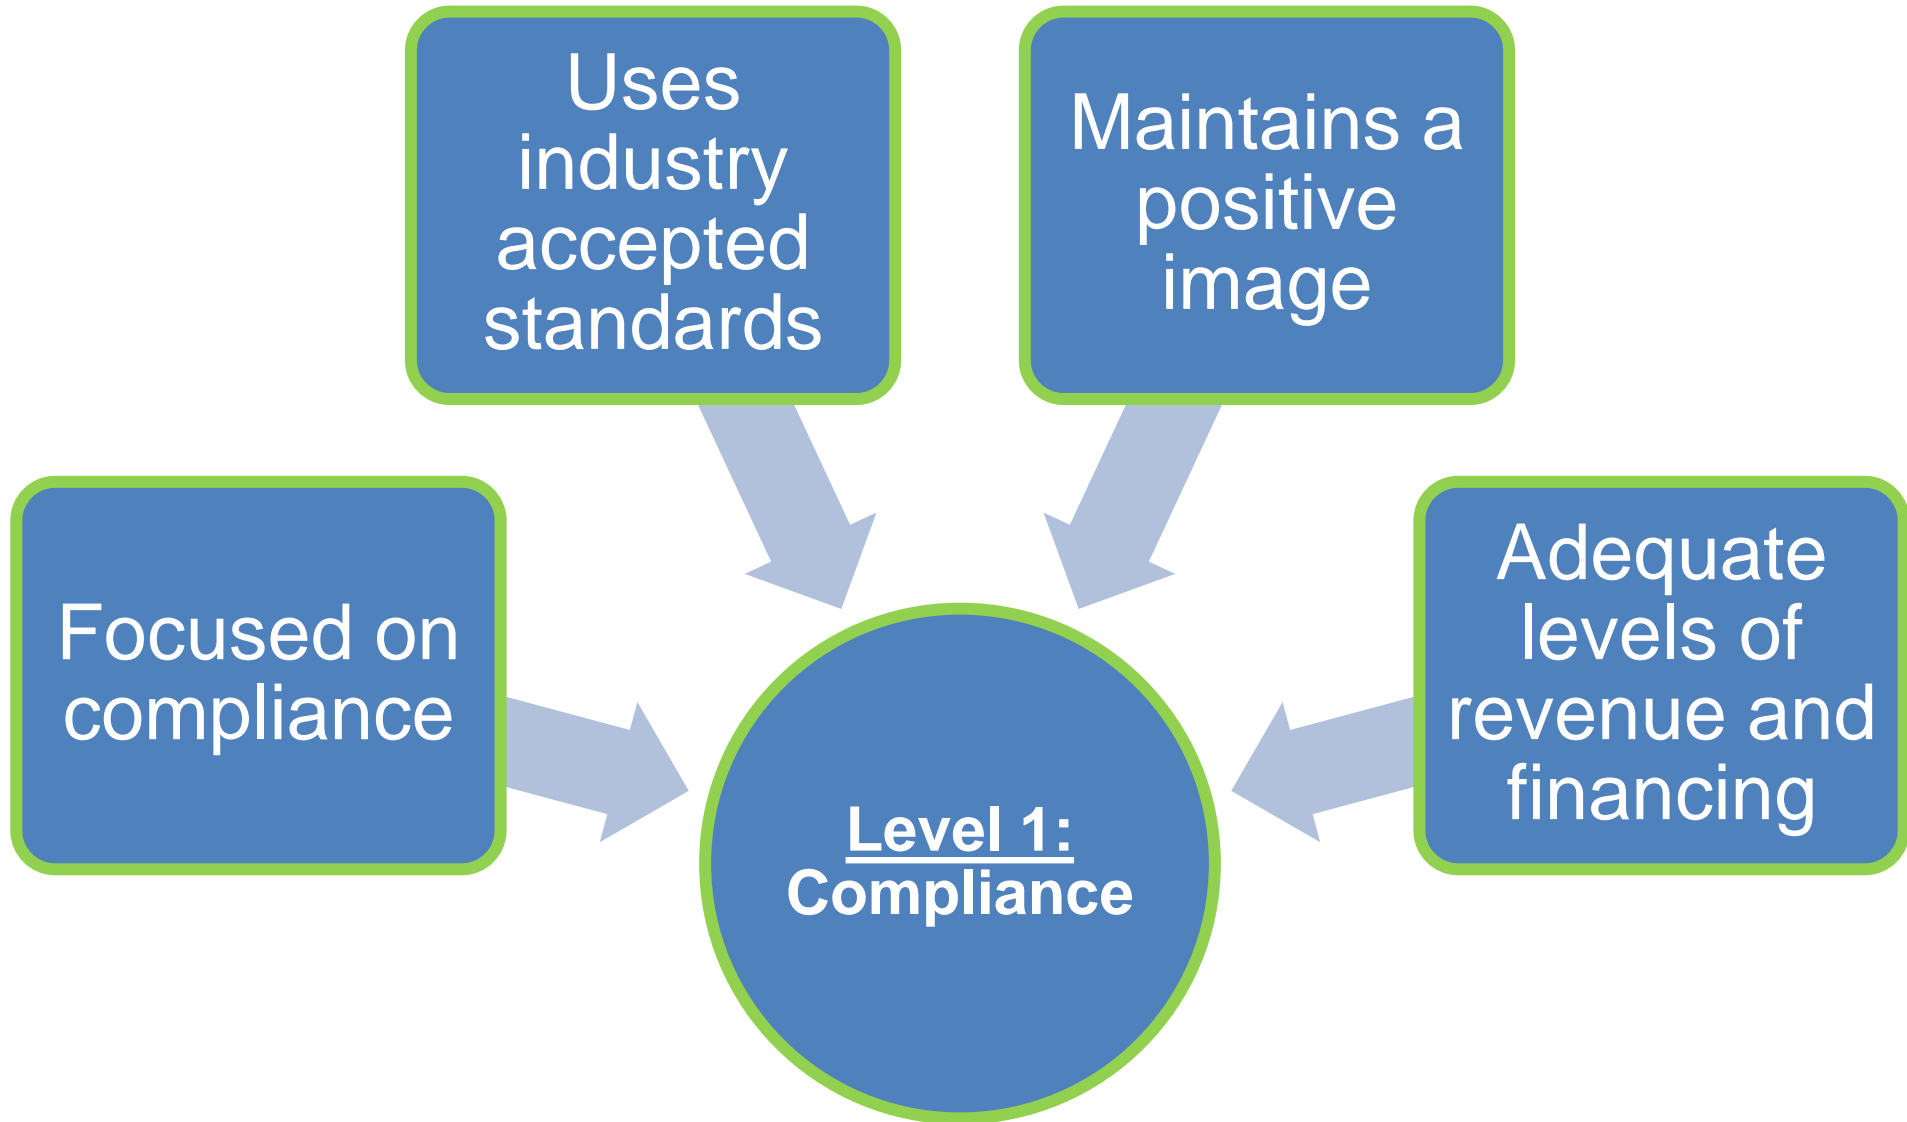 Uses
industry
accepted
standards
Maintains a
positive
image
Focused on
compliance
Adequate
levels of
revenue and
financing
Level 1:
Compliance